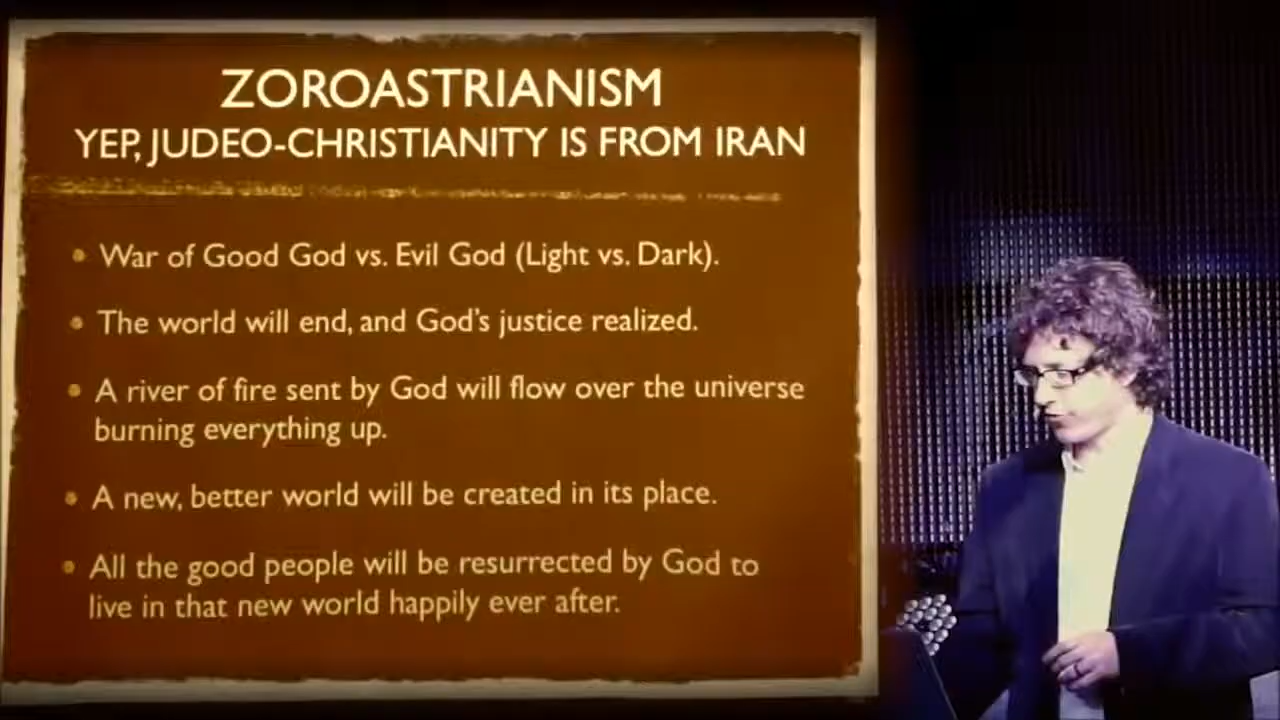 ZOROASTRIANISM
YEP, JUDEO-CHRISTIANITY IS FROM IRAN
• War of Good God vs. Evil God (Light vs. Dark).
• The world will end, and God's justice realized.
• A river of fire sent by God will flow over the universe
burning everything up.
• A new, better world will be created in its place.
• All the good people will be resurrected by God to
live in that new world happily ever after.